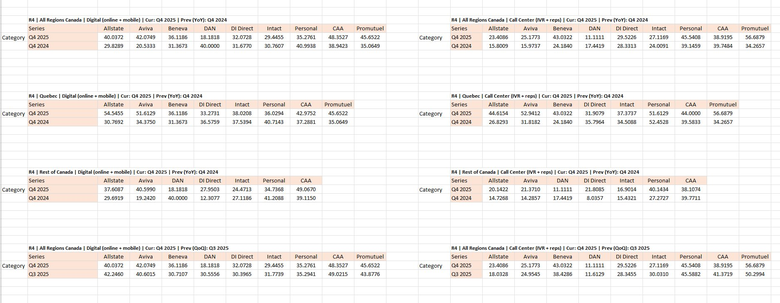 R4 | All Regions Canada | Digital (online + mobile) | Cur: Q4 2025 | Prev (YoY): Q4 2024
Series Allstate Aviva Beneva DAN DI Direct Intact Personal CAA Promutuel
Category Q4 2025 40.0372 42.0749 36.1186 18.1818 32.0728 29.4455 35.2761 48.3527 45.6522
Q4 2024 29.8289 20.5333 31.3673 40.0000 31.6770 30.7607 40.9938 38.9423 35.0649
R4 | All Regions Canada | Call Center (IVR + reps) | Cur: Q4 2025 | Prev (YoY): Q4 2024
Series Allstate Aviva Beneva DAN DI Direct Intact Personal CAA Promutuel
Category Q4 2025 23.4086 25.1773 43.0322 11.1111 29.5226 27.1169 45.5408 38.9195 56.6879
Q4 2024 15.8009 15.9737 24.1840 17.4419 28.3313 24.0091 39.1459 39.7484 34.2657
R4 | Quebec | Digital (online + mobile) | Cur: Q4 2025 | Prev (YoY): Q4 2024
Series Allstate Aviva Beneva DI Direct Intact Personal CAA Promutuel
Category Q4 2025 54.5455 51.6129 36.1186 33.2731 38.0208 36.0294 42.9752 45.6522
Q4 2024 30.7692 34.3750 31.3673 36.5759 37.5394 40.7143 37.2881 35.0649
R4 | Quebec | Call Center (IVR + reps) | Cur: Q4 2025 | Prev (YoY): Q4 2024
Series Allstate Aviva Beneva DI Direct Intact Personal CAA Promutuel
Category Q4 2025 44.6154 52.9412 43.0322 31.9079 37.3737 51.6129 44.0000 56.6879
Q4 2024 26.8293 31.8182 24.1840 35.7964 34.5088 52.4528 39.5833 34.2657
R4 | Rest of Canada | Digital (online + mobile) | Cur: Q4 2025 | Prev (YoY): Q4 2024
Series Allstate Aviva DAN DI Direct Intact Personal CAA
Category Q4 2025 37.6087 40.5990 18.1818 27.9503 24.4713 34.7368 49.0670
Q4 2024 29.6919 19.2420 40.0000 12.3077 27.1186 41.2088 39.1150
R4 | Rest of Canada | Call Center (IVR + reps) | Cur: Q4 2025 | Prev (YoY): Q4 2024
Series Allstate Aviva DAN DI Direct Intact Personal CAA
Category Q4 2025 20.1422 21.3710 11.1111 21.8085 16.9014 40.1434 38.1074
Q4 2024 14.7268 14.2857 17.4419 8.0357 15.4321 27.2727 39.7711
R4 | All Regions Canada | Digital (online + mobile) | Cur: Q4 2025 | Prev (QoQ): Q3 2025
Series Allstate Aviva Beneva DAN DI Direct Intact Personal CAA Promutuel
Category Q4 2025 40.0372 42.0749 36.1186 18.1818 32.0728 29.4455 35.2761 48.3527 45.6522
Q3 2025 42.2460 40.6015 30.7107 30.5556 30.3965 31.7739 35.2941 49.0215 43.8776
R4 | All Regions Canada | Call Center (IVR + reps) | Cur: Q4 2025 | Prev (QoQ): Q3 2025
Series Allstate Aviva Beneva DAN DI Direct Intact Personal CAA Promutuel
Category Q4 2025 23.4086 25.1773 43.0322 11.1111 29.5226 27.1169 45.5408 38.9195 56.6879
Q3 2025 18.0328 24.9545 38.4286 11.6129 28.3455 30.0310 45.5882 41.3719 50.2994